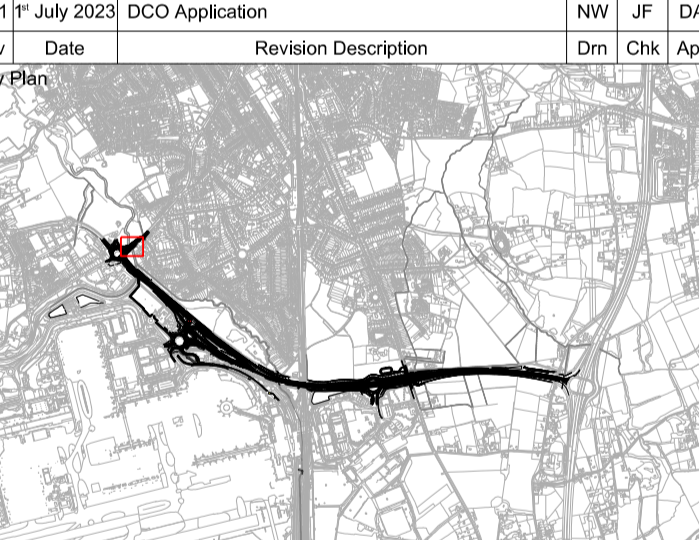 1 1st July 2023 DCO Application NW JF DA
v Date Revision Description Drn Chk Ap
y Plan